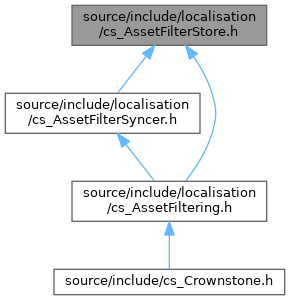 source/include/localisation
/cs_AssetFilterStore.h
source/include/localisation
/cs_AssetFilterSyncer.h
source/include/localisation
/cs_AssetFiltering.h
source/include/cs_Crownstone.h